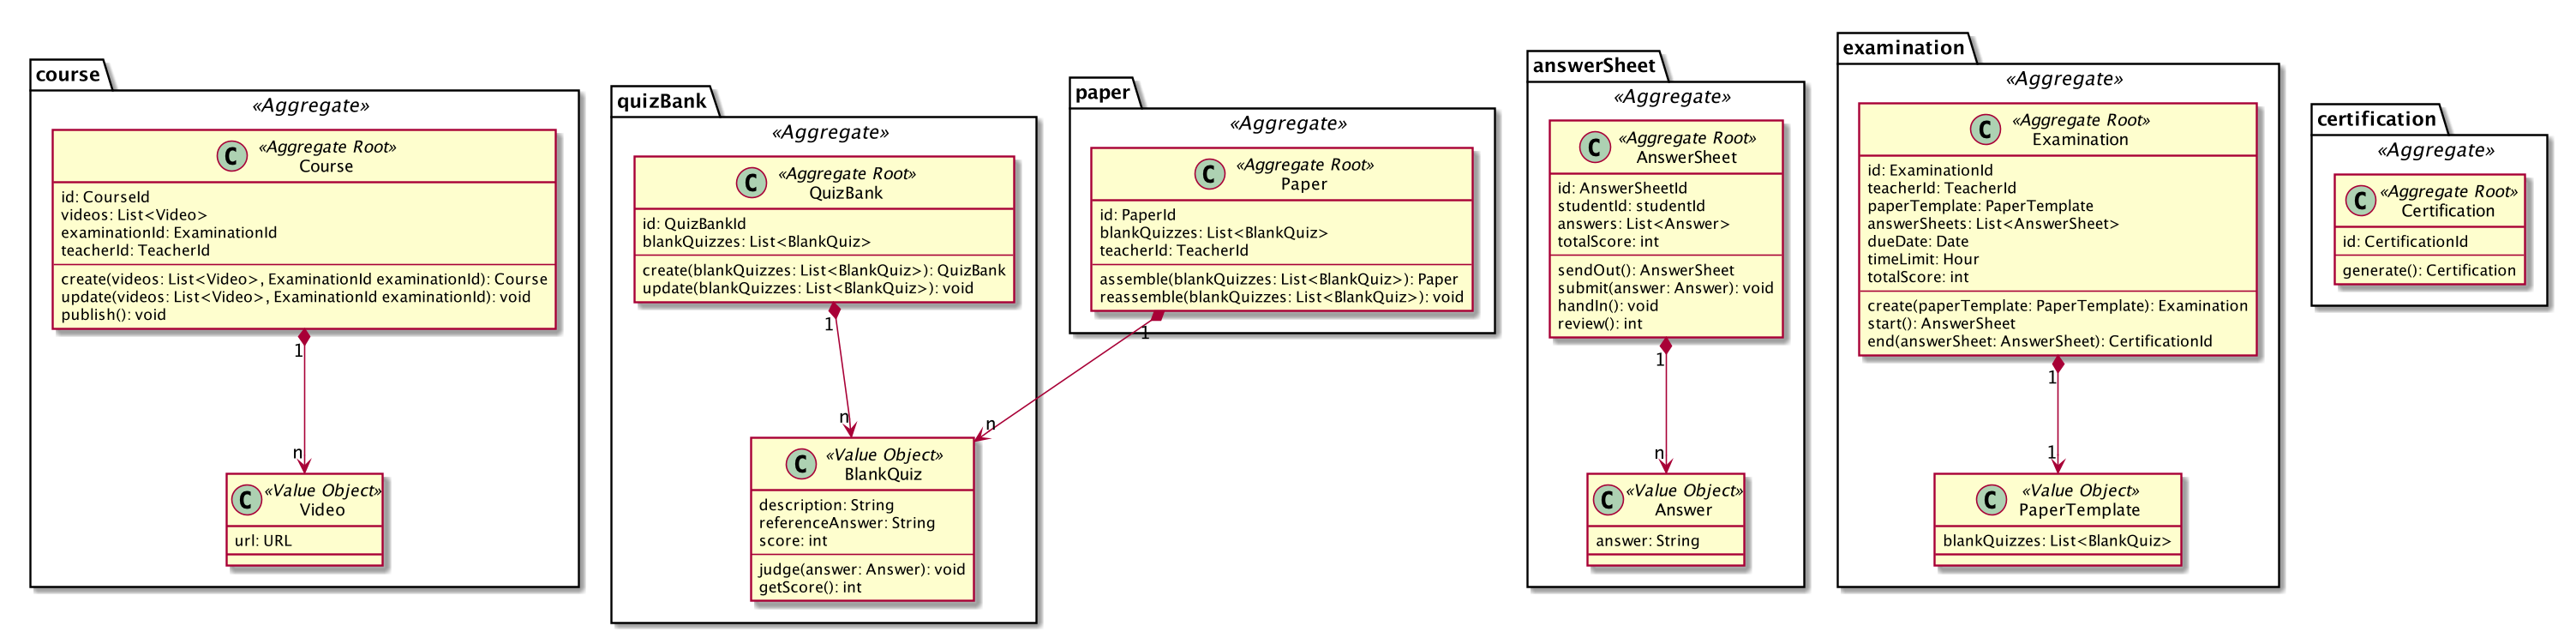 course
«Aggregate»
«Aggregate Root»
Course
id: CourseId
videos: List<Video>
examinationId: ExaminationId
teacherId: TeacherId
create(videos: List<Video>, ExaminationId examinationId): Course
update(videos: List<Video>, ExaminationId examinationId): void
publish(): void
1
n
«Value Object»
Video
url: URL
quizBank
«Aggregate»
«Aggregate Root»
QuizBank
id: QuizBankId
blankQuizzes: List<BlankQuiz>
create(blankQuizzes: List<BlankQuiz>): QuizBank
update(blankQuizzes: List<BlankQuiz>): void
1
n
«Value Object»
BlankQuiz
description: String
referenceAnswer: String
score: int
judge(answer: Answer): void
getScore(): int
paper
«Aggregate»
«Aggregate Root»
Paper
id: PaperId
blankQuizzes: List<BlankQuiz>
teacherId: TeacherId
assemble(blankQuizzes: List<BlankQuiz>): Paper
reassemble(blankQuizzes: List<BlankQuiz>): void
1
n
answerSheet
«Aggregate»
«Aggregate Root»
AnswerSheet
id: AnswerSheetId
studentId: studentId
answers: List<Answer>
totalScore: int
sendOut(): AnswerSheet
submit(answer: Answer): void
handIn(): void
review(): int
1
n
«Value Object»
Answer
answer: String
examination
«Aggregate»
«Aggregate Root»
Examination
id: ExaminationId
teacherId: TeacherId
paperTemplate: PaperTemplate
answerSheets: List<AnswerSheet>
dueDate: Date
timeLimit: Hour
totalScore: int
create(paperTemplate: PaperTemplate): Examination
start(): AnswerSheet
end(answerSheet: AnswerSheet): CertificationId
1
1
«Value Object»
PaperTemplate
blankQuizzes: List<BlankQuiz>
certification
«Aggregate»
«Aggregate Root»
Certification
id: CertificationId
generate(): Certification